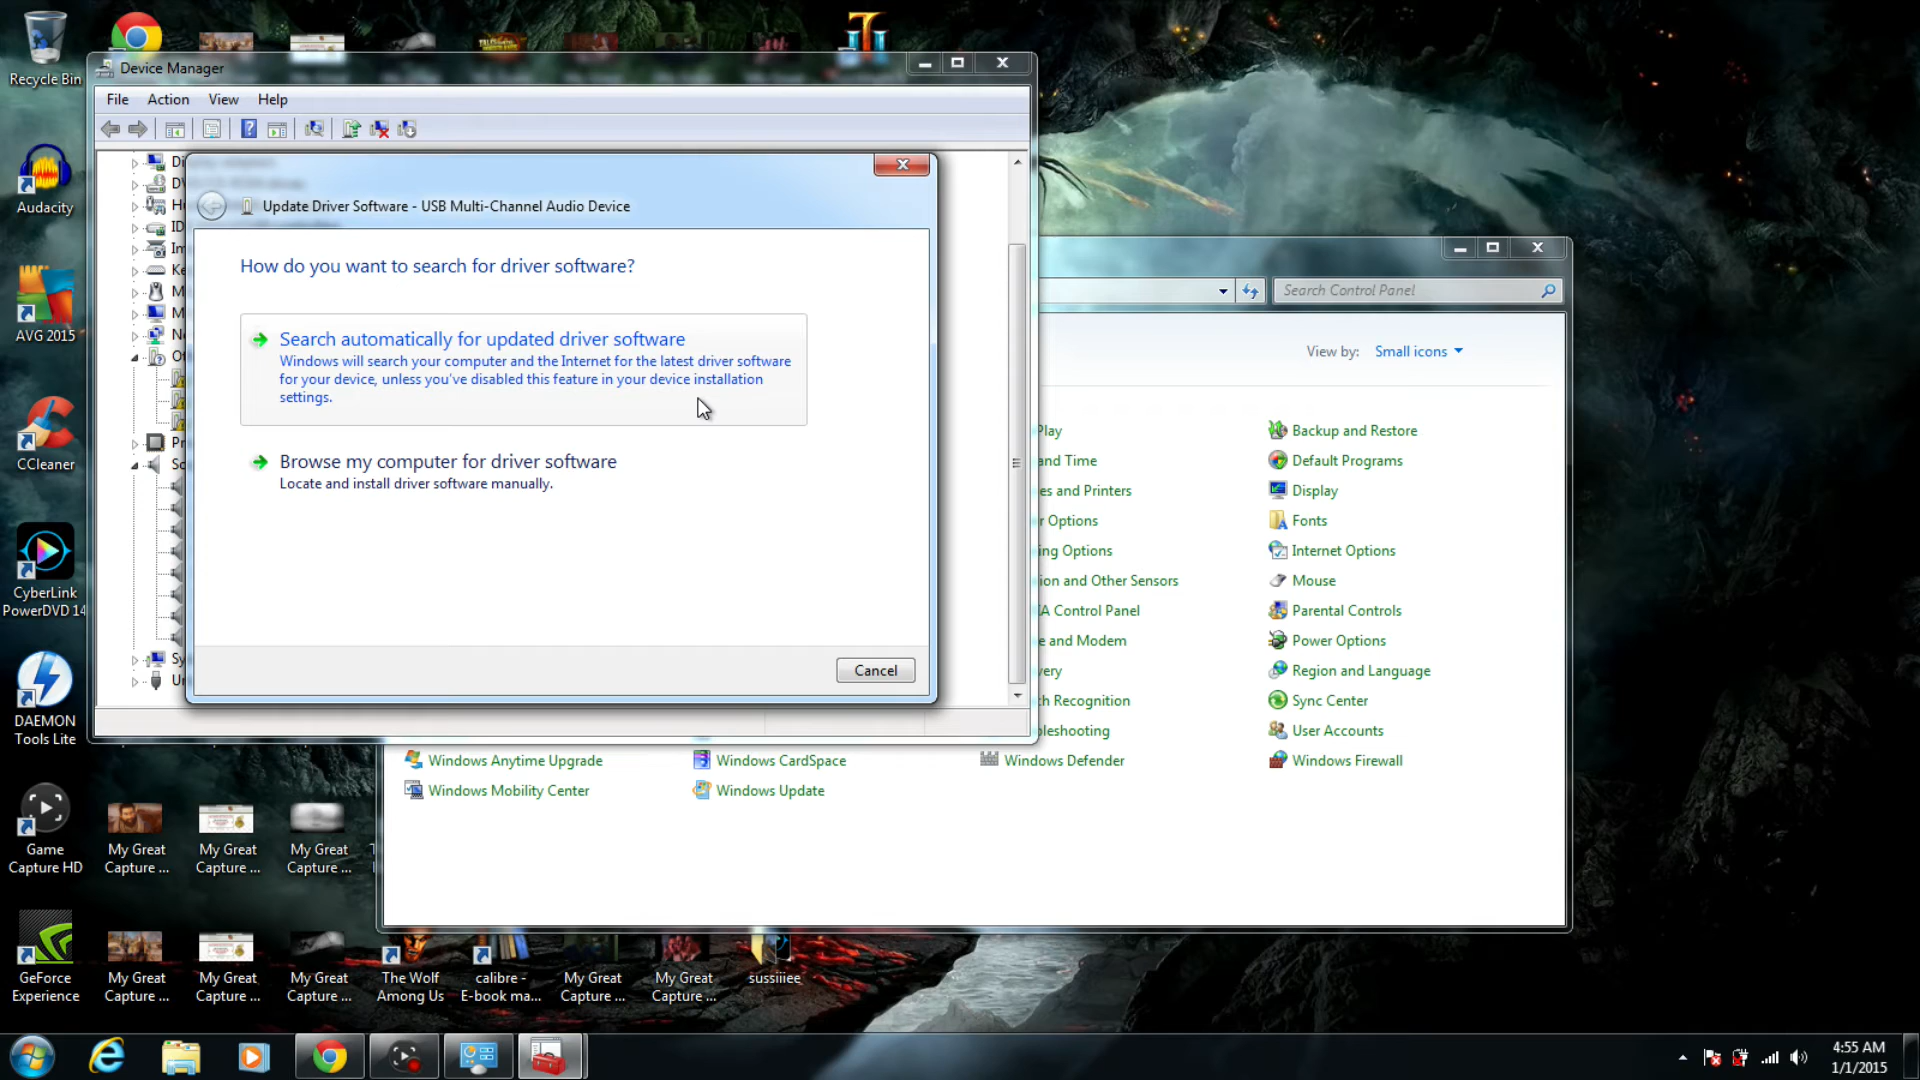 Recycle Bin
Audacity
AVG 2015
CCleaner
CyberLink
PowerDVD 14
DAEMON
Tools Lite
Game
Capture HD
GeForce
Experience
My Great
Capture ...
My Great
Capture ...
My Great
Capture ...
My Great
Capture ...
My Great
Capture ...
My Great
Capture ...
The Wolf
Among Us
calibre -
E-book ma...
My Great
Capture ...
My Great
Capture ...
sussiiiee
Device Manager
File Action View Help
Update Driver Software - USB Multi-Channel Audio Device
How do you want to search for driver software?
Search automatically for updated driver software
Windows will search your computer and the Internet for the latest driver software
for your device, unless you've disabled this feature in your device installation
settings.
Browse my computer for driver software
Locate and install driver software manually.
Cancel
Search Control Panel
View by: Small icons
Play
and Time
es and Printers
r Options
ing Options
ion and Other Sensors
A Control Panel
e and Modem
very
ch Recognition
bleshooting
Backup and Restore
Default Programs
Display
Fonts
Internet Options
Mouse
Parental Controls
Power Options
Region and Language
Sync Center
User Accounts
Windows Anytime Upgrade
Windows CardSpace
Windows Defender
Windows Firewall
Windows Mobility Center
Windows Update
4:55 AM
1/1/2015